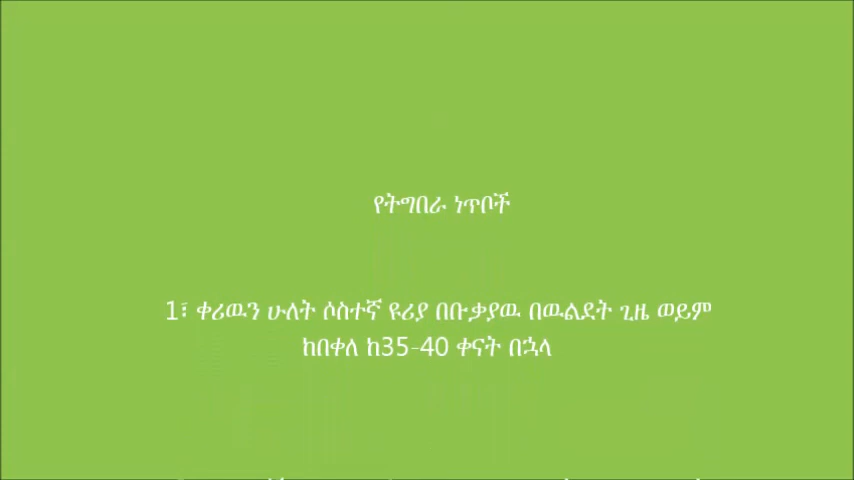 የትግበራ ነጥቦች
1፣ ቀሪዉን ሁለት ሶስተኛ ዩሪያ በቡቃያዉ በዉልደት ጊዜ ወይም
ከበቀለ ከ35-40 ቀናት በኋላ